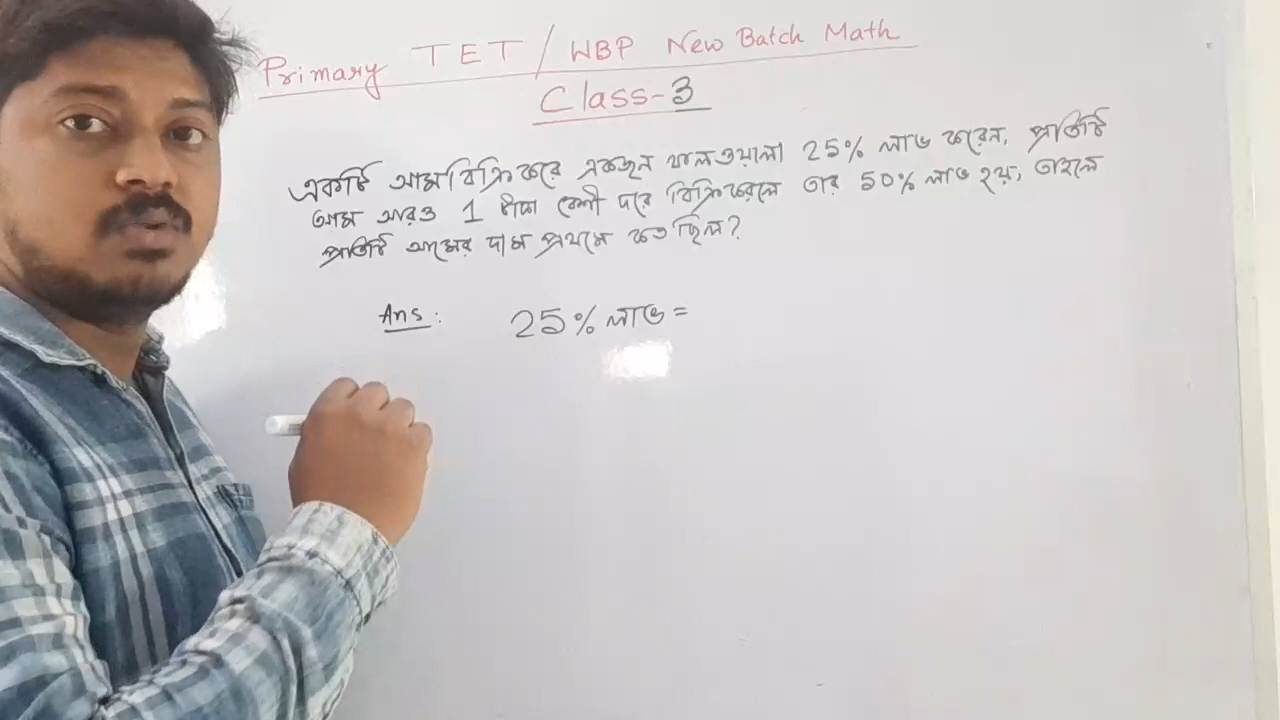 Primary TET / WBP New Batch Math
Class-3
একটি আম বিক্রি করে একজন ফলওয়ালা 25% লাভ করেন, প্রতিটি
আম আরও 1 টাকা বেশী দরে বিক্রি করলে তার 50% লাভ হয়, তাহলে
প্রতিটি আমের দাম প্রথমে কত ছিল?
Ans: 25% লাভ =